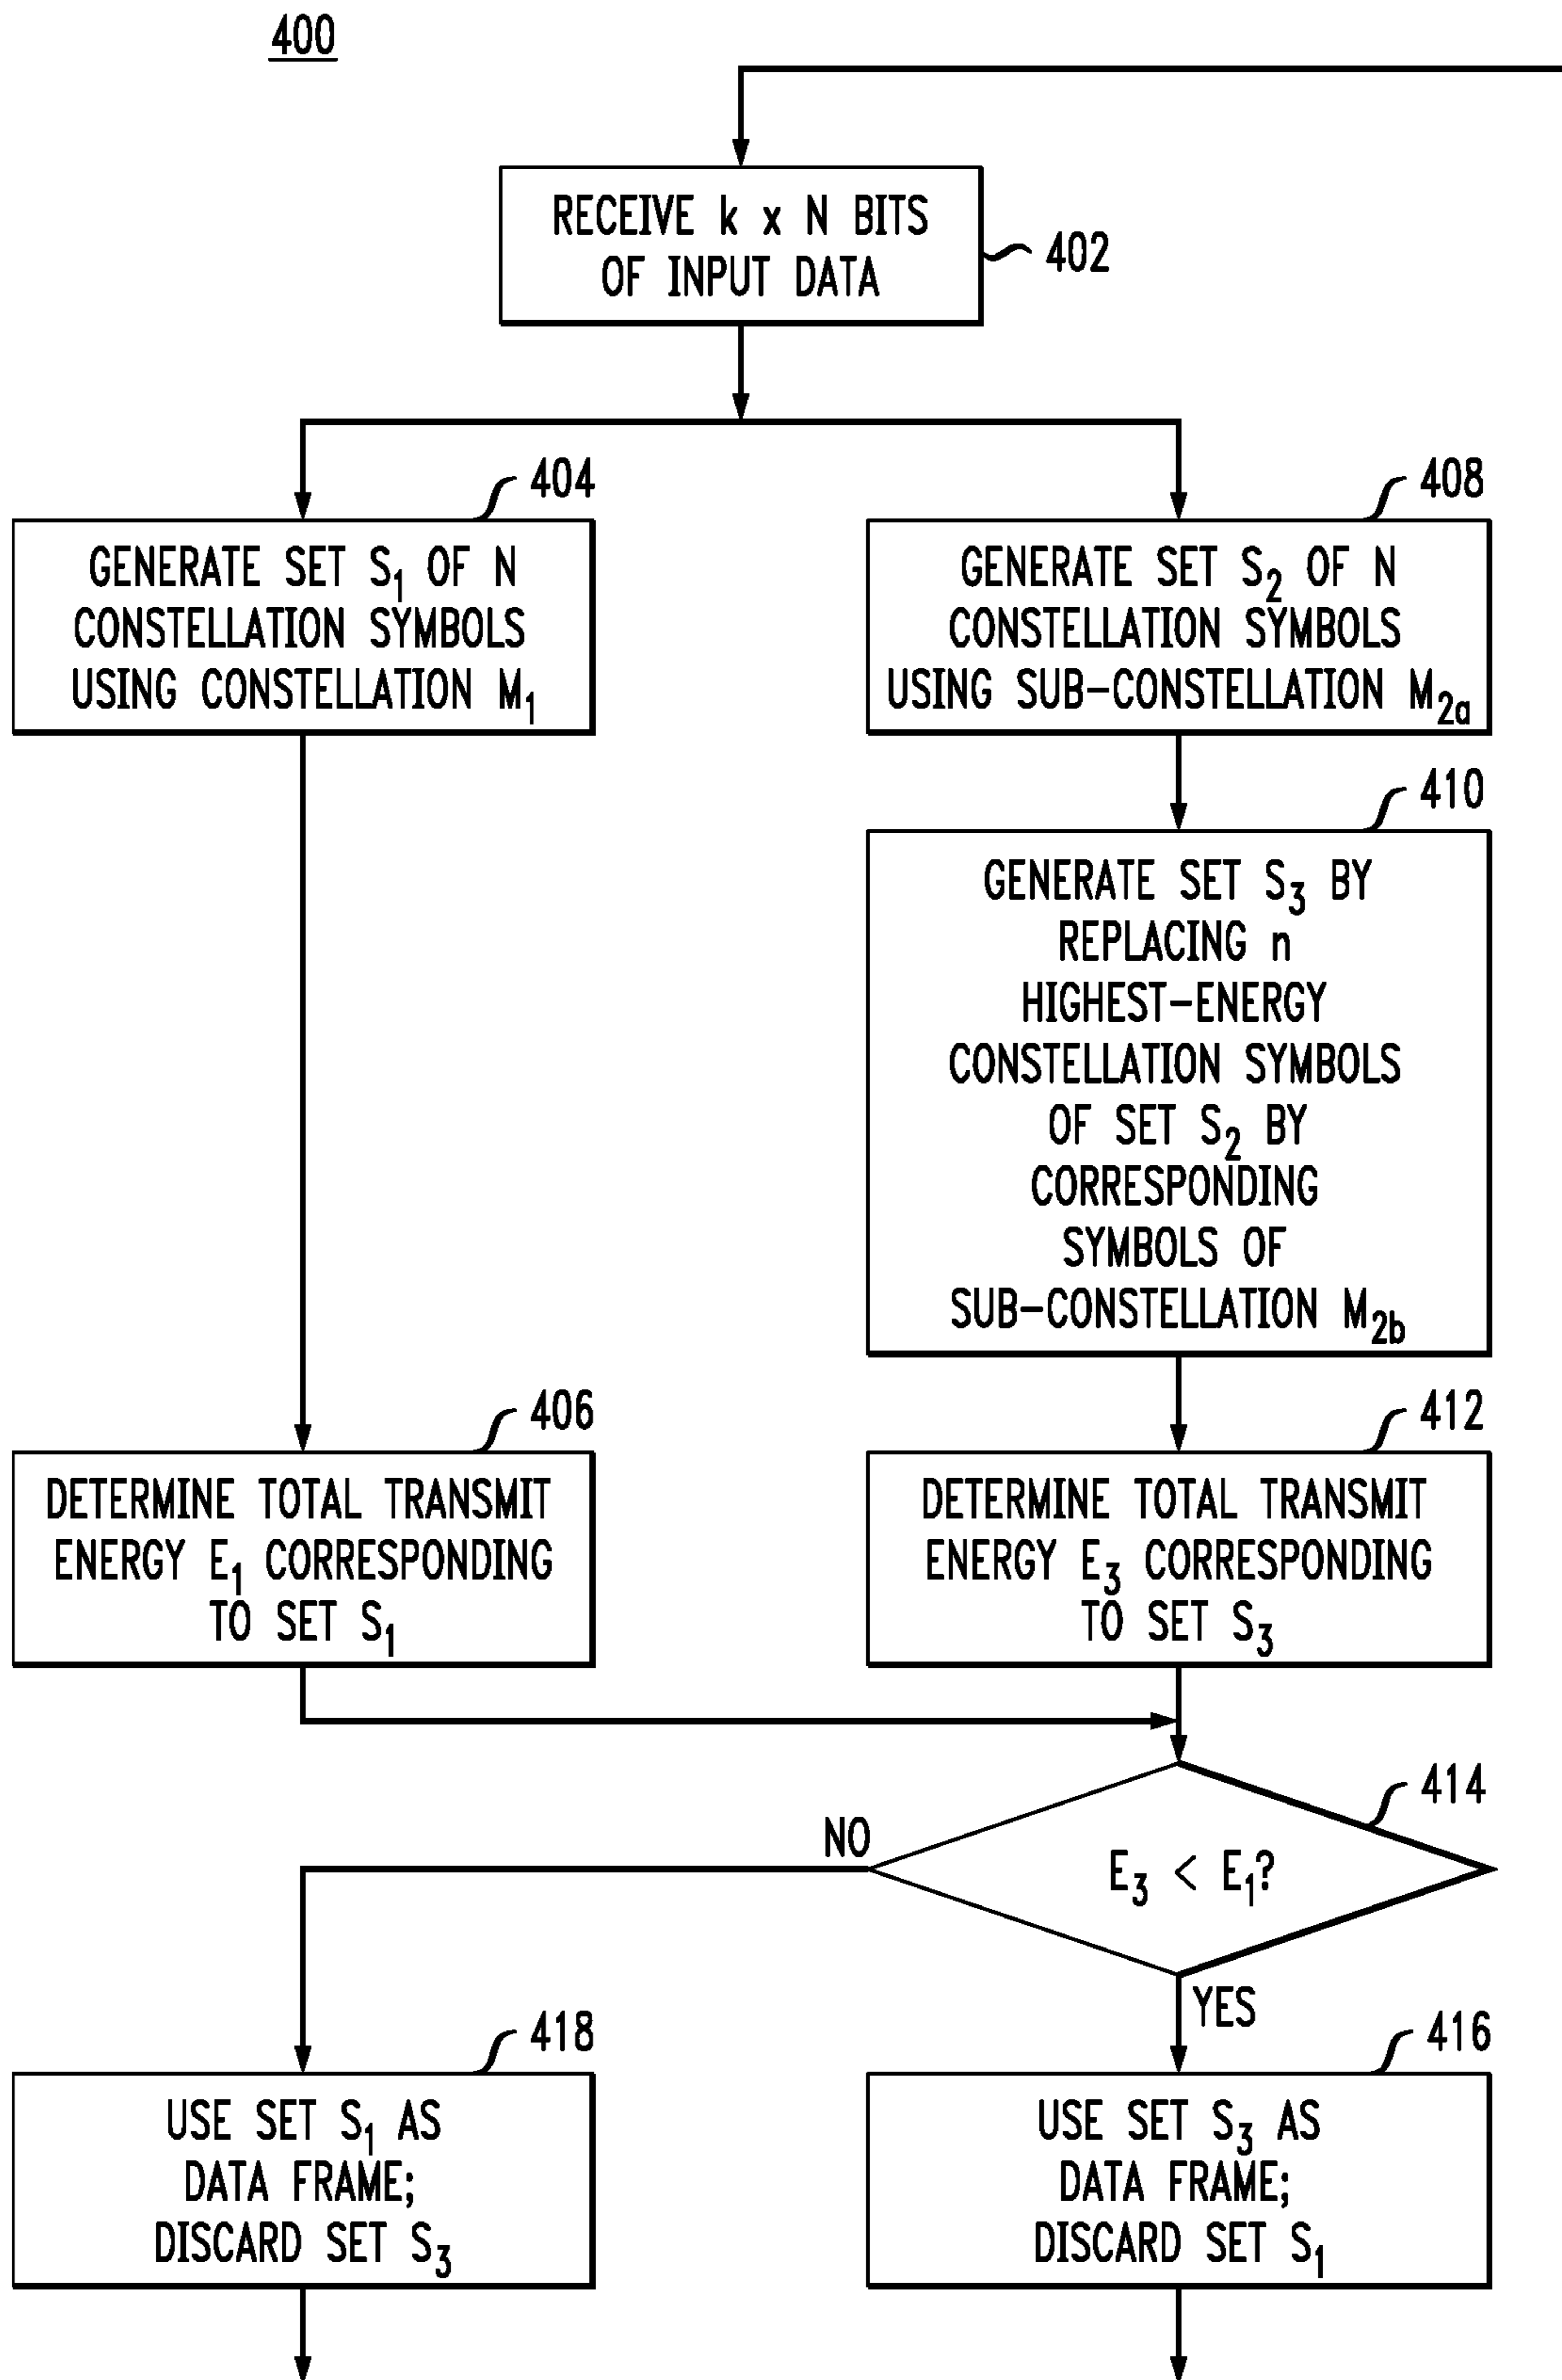 400
RECEIVE k x N BITS
OF INPUT DATA
402
404
GENERATE SET S1 OF N
CONSTELLATION SYMBOLS
USING CONSTELLATION M1
408
GENERATE SET S2 OF N
CONSTELLATION SYMBOLS
USING SUB-CONSTELLATION M2a
410
GENERATE SET S3 BY
REPLACING n
HIGHEST-ENERGY
CONSTELLATION SYMBOLS
OF SET S2 BY
CORRESPONDING
SYMBOLS OF
SUB-CONSTELLATION M2b
406
DETERMINE TOTAL TRANSMIT
ENERGY E1 CORRESPONDING
TO SET S1
412
DETERMINE TOTAL TRANSMIT
ENERGY E3 CORRESPONDING
TO SET S3
414
E3 < E1?
NO
YES
418
USE SET S1 AS
DATA FRAME;
DISCARD SET S3
416
USE SET S3 AS
DATA FRAME;
DISCARD SET S1